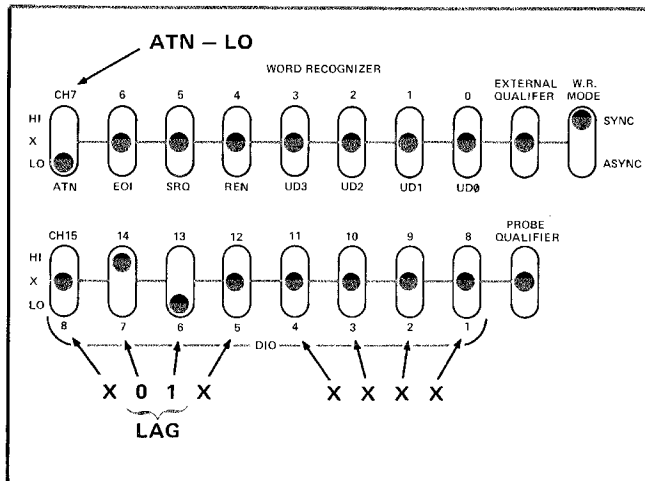 ATN – LO
WORD RECOGNIZER
CH7 6 5 4 3 2 1 0 EXTERNAL QUALIFER W.R. MODE
HI
X
LO
SYNC
ASYNC
ATN EOI SRQ REN UD3 UD2 UD1 UD0
CH15 14 13 12 11 10 9 8 PROBE QUALIFIER
HI
X
LO
8 7 6 5 4 3 2 1
DIO
X 0 1 X X X X X
LAG